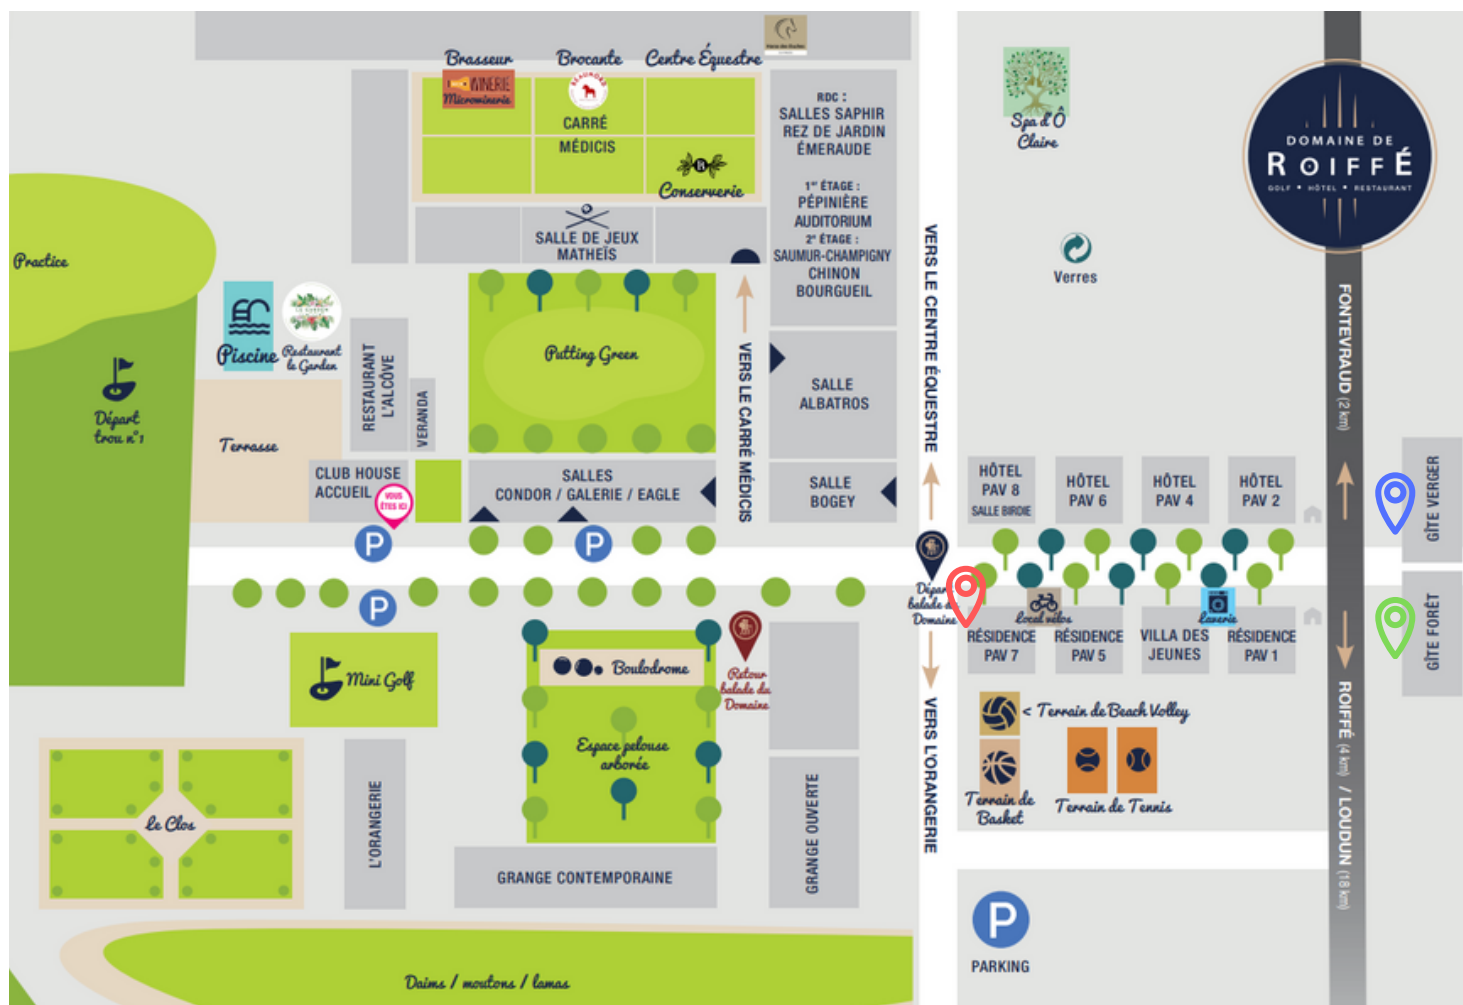 Brasseur
WINERIE
Microwinerie
Brocante
Centre Équestre
CARRÉ
MÉDICIS
Conserverie
SALLE DE JEUX
MATHEÏS
RDC :
SALLES SAPHIR
REZ DE JARDIN
ÉMERAUDE
1er ÉTAGE :
PÉPINIÈRE
AUDITORIUM
2e ÉTAGE :
SAUMUR-CHAMPIGNY
CHINON
BOURGUEIL
Spa d'Ô
Claire
Verres
DOMAINE DE
ROIFFÉ
GOLF • HÔTEL • RESTAURANT
Practice
Départ
trou n°1
Piscine
Restaurant
le Garden
Terrasse
RESTAURANT
L'ALCÔVE
VERANDA
CLUB HOUSE
ACCUEIL
VOUS
ÊTES ICI
Putting Green
SALLES
CONDOR / GALERIE / EAGLE
VERS LE CARRÉ MÉDICIS
SALLE
ALBATROS
SALLE
BOGEY
VERS LE CENTRE ÉQUESTRE
HÔTEL
PAV 8
SALLE BIRDIE
HÔTEL
PAV 6
HÔTEL
PAV 4
HÔTEL
PAV 2
FONTEVRAUD (2 km)
GÎTE VERGER
GÎTE FORÊT
P
P
P
Départ
balade du
Domaine
Local vélos
Laverie
RÉSIDENCE
PAV 7
RÉSIDENCE
PAV 5
VILLA DES
JEUNES
RÉSIDENCE
PAV 1
Mini Golf
Boulodrome
Retour
balade du
Domaine
Espace pelouse
arborée
< Terrain de Beach Volley
Terrain de
Basket
Terrain de Tennis
VERS L'ORANGERIE
ROIFFÉ (4 km) / LOUDUN (18 km)
Le Clos
L'ORANGERIE
GRANGE CONTEMPORAINE
GRANGE OUVERTE
P
PARKING
Daims / moutons / lamas